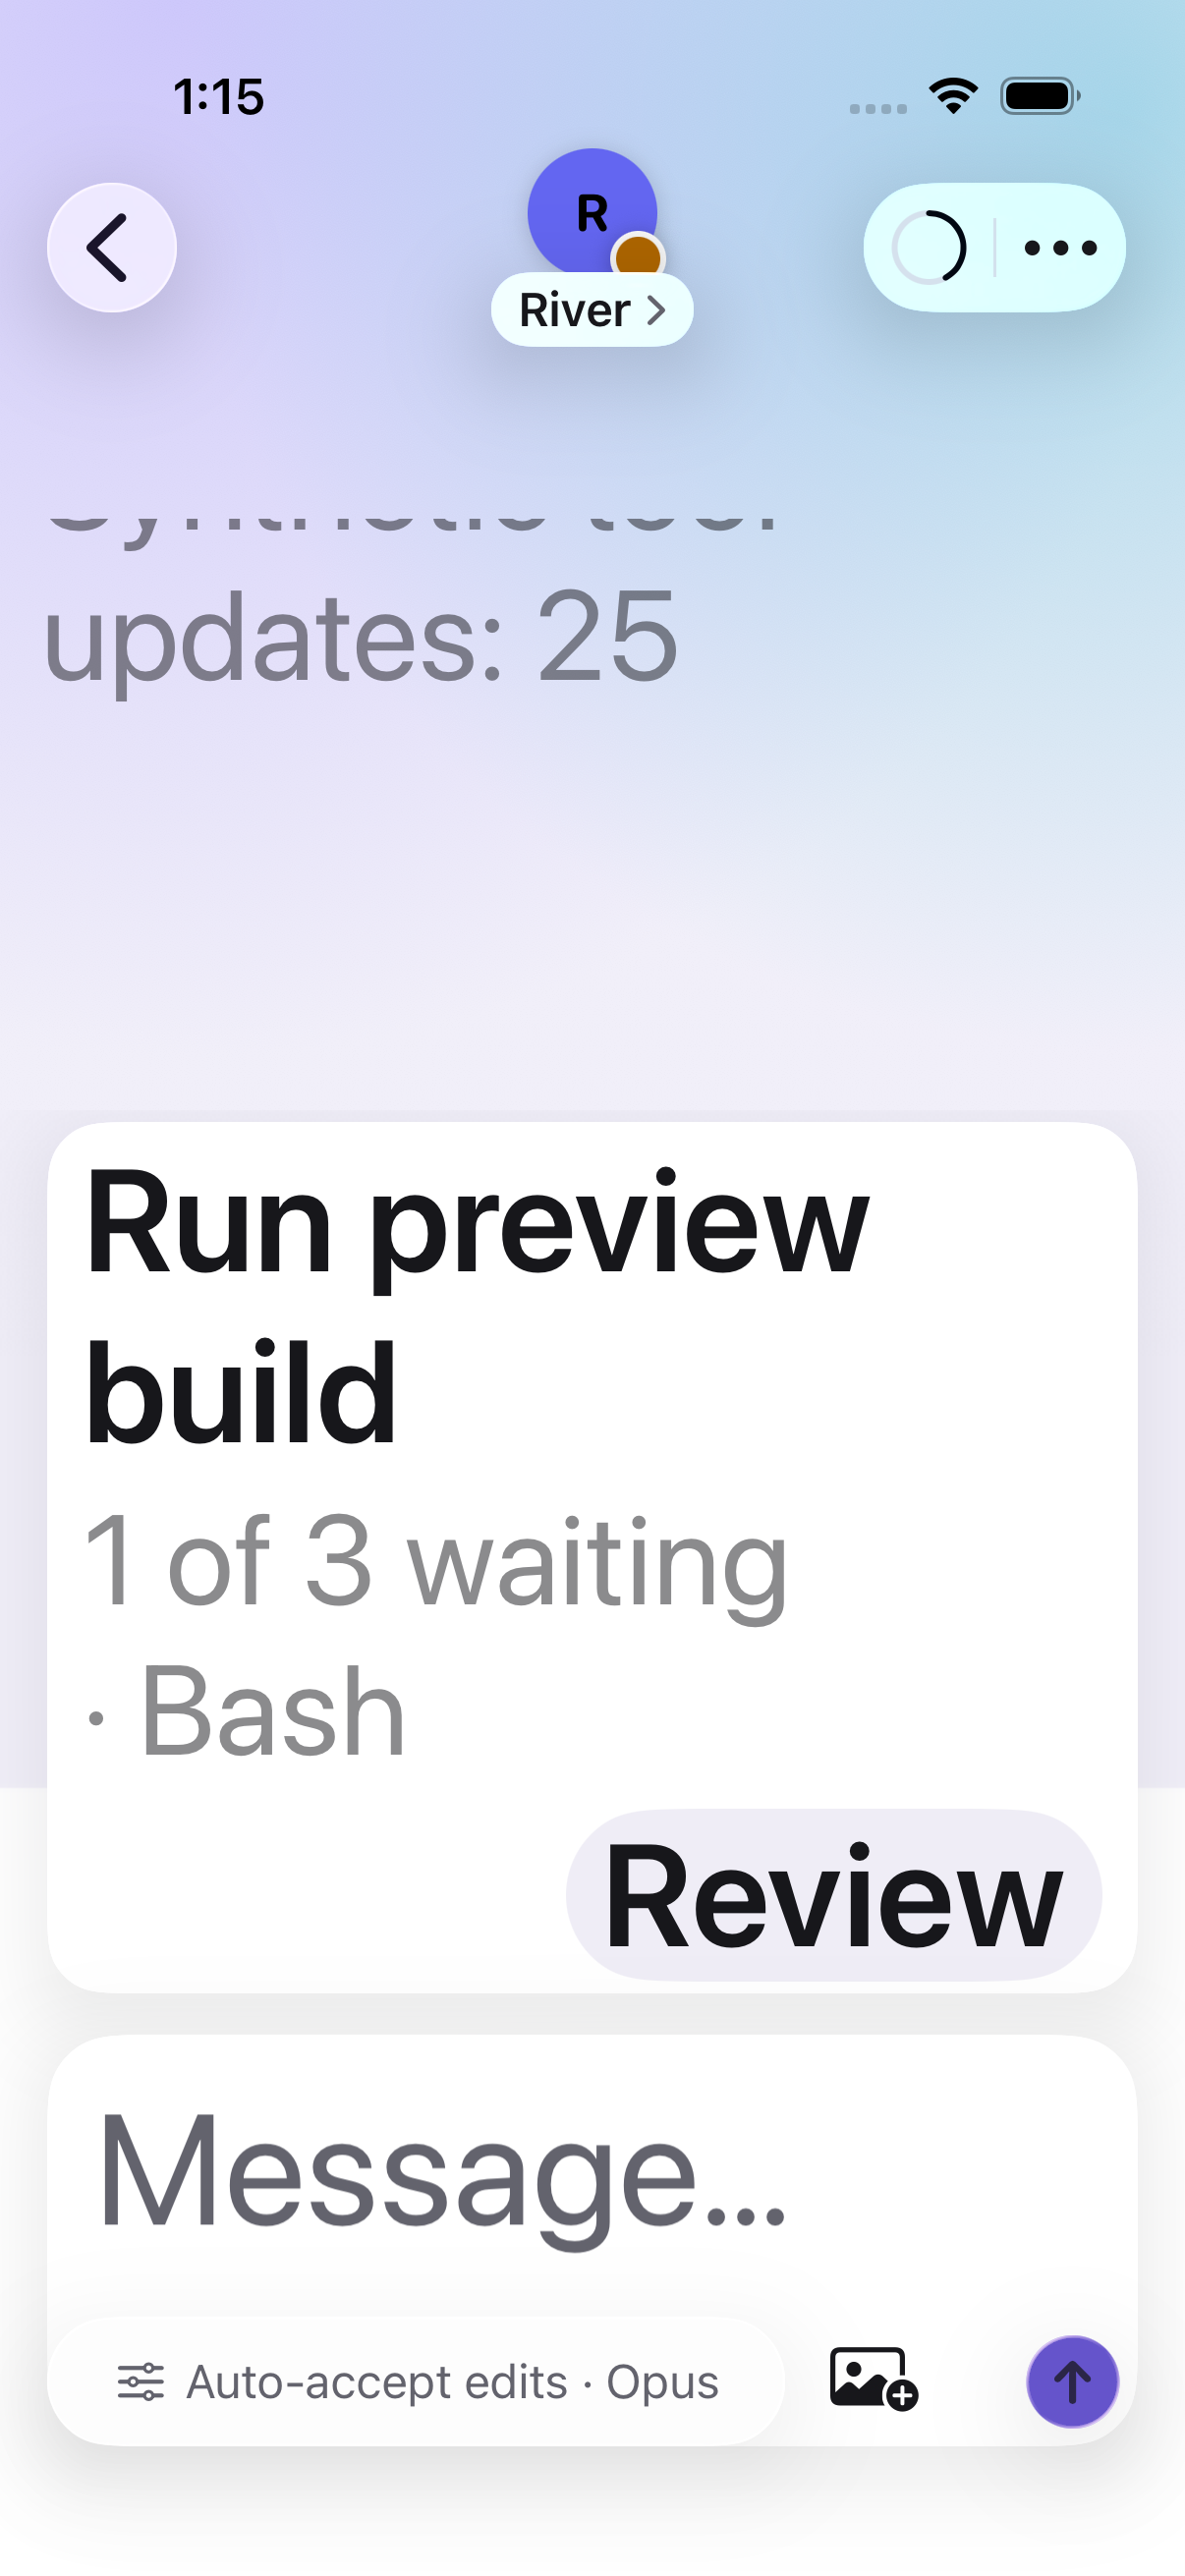 1:15
R
River
updates: 25
Run preview
build
1 of 3 waiting
· Bash
Review
Message...
Auto-accept edits · Opus